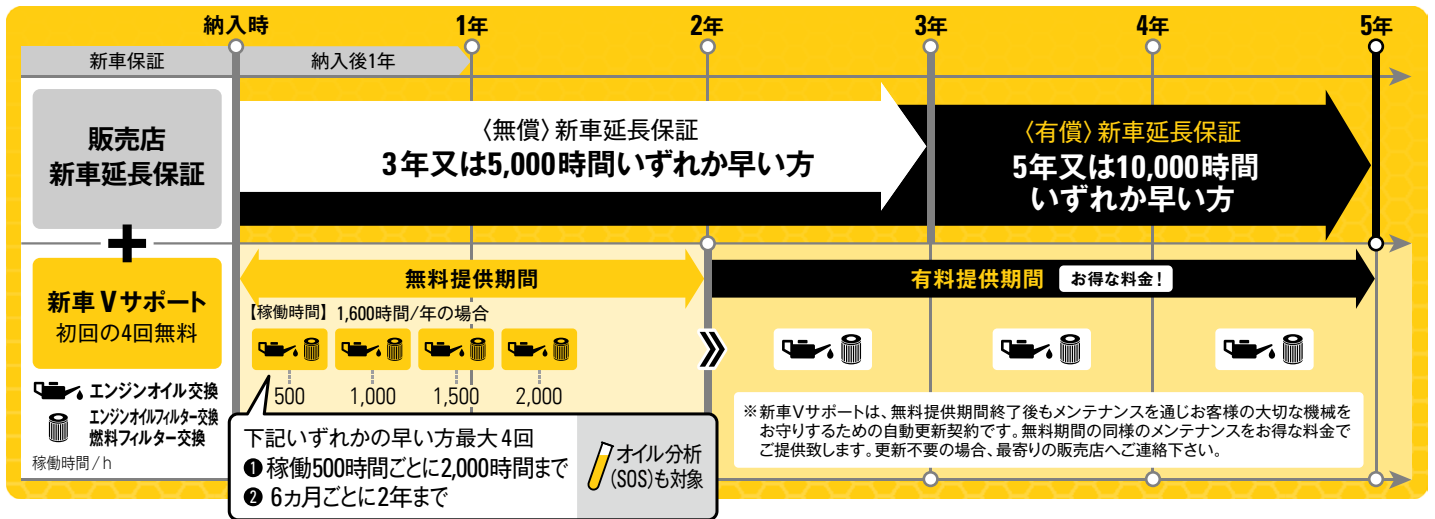 納入時 1年 2年 3年 4年 5年
新車保証 納入後1年
販売店
新車延長保証
〈無償〉新車延長保証
3年又は5,000時間いずれか早い方
〈有償〉新車延長保証
5年又は10,000時間
いずれか早い方
+
新車Vサポート
初回の4回無料
無料提供期間
有料提供期間 お得な料金!
【稼働時間】1,600時間/年の場合
500 1,000 1,500 2,000
エンジンオイル交換
エンジンオイルフィルター交換
燃料フィルター交換
稼働時間/h
下記いずれかの早い方最大4回
❶稼働500時間ごとに2,000時間まで
❷ 6ヵ月ごとに2年まで
オイル分析
(SOS)も対象
※新車Vサポートは、無料提供期間終了後もメンテナンスを通じお客様の大切な機械を
お守りするための自動更新契約です。無料期間の同様のメンテナンスをお得な料金で
ご提供致します。更新不要の場合、最寄りの販売店へご連絡下さい。